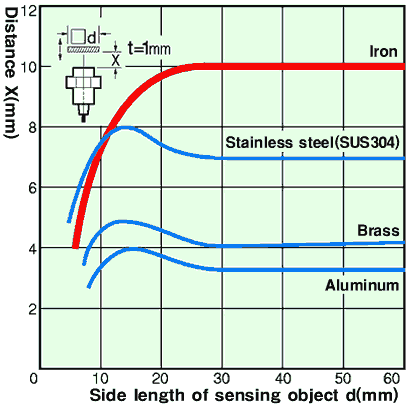 Distance X(mm)
12
10
8
6
4
2
0
d
t=1mm
X
Iron
Stainless steel(SUS304)
Brass
Aluminum
10
20
30
40
50
60
Side length of sensing object d(mm)